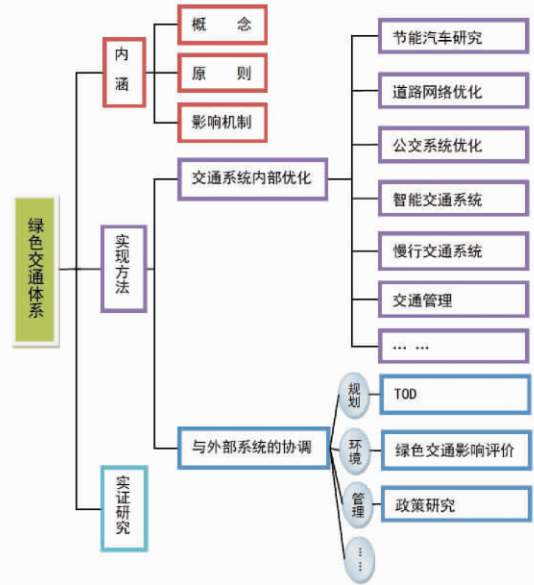 绿色交通体系
内涵
概 念
原 则
影响机制
实现方法
交通系统内部优化
节能汽车研究
道路网络优化
公交系统优化
智能交通系统
慢行交通系统
交通管理
… …
与外部系统的协调
规划
TOD
环境
绿色交通影响评价
管理
政策研究
……
实证研究